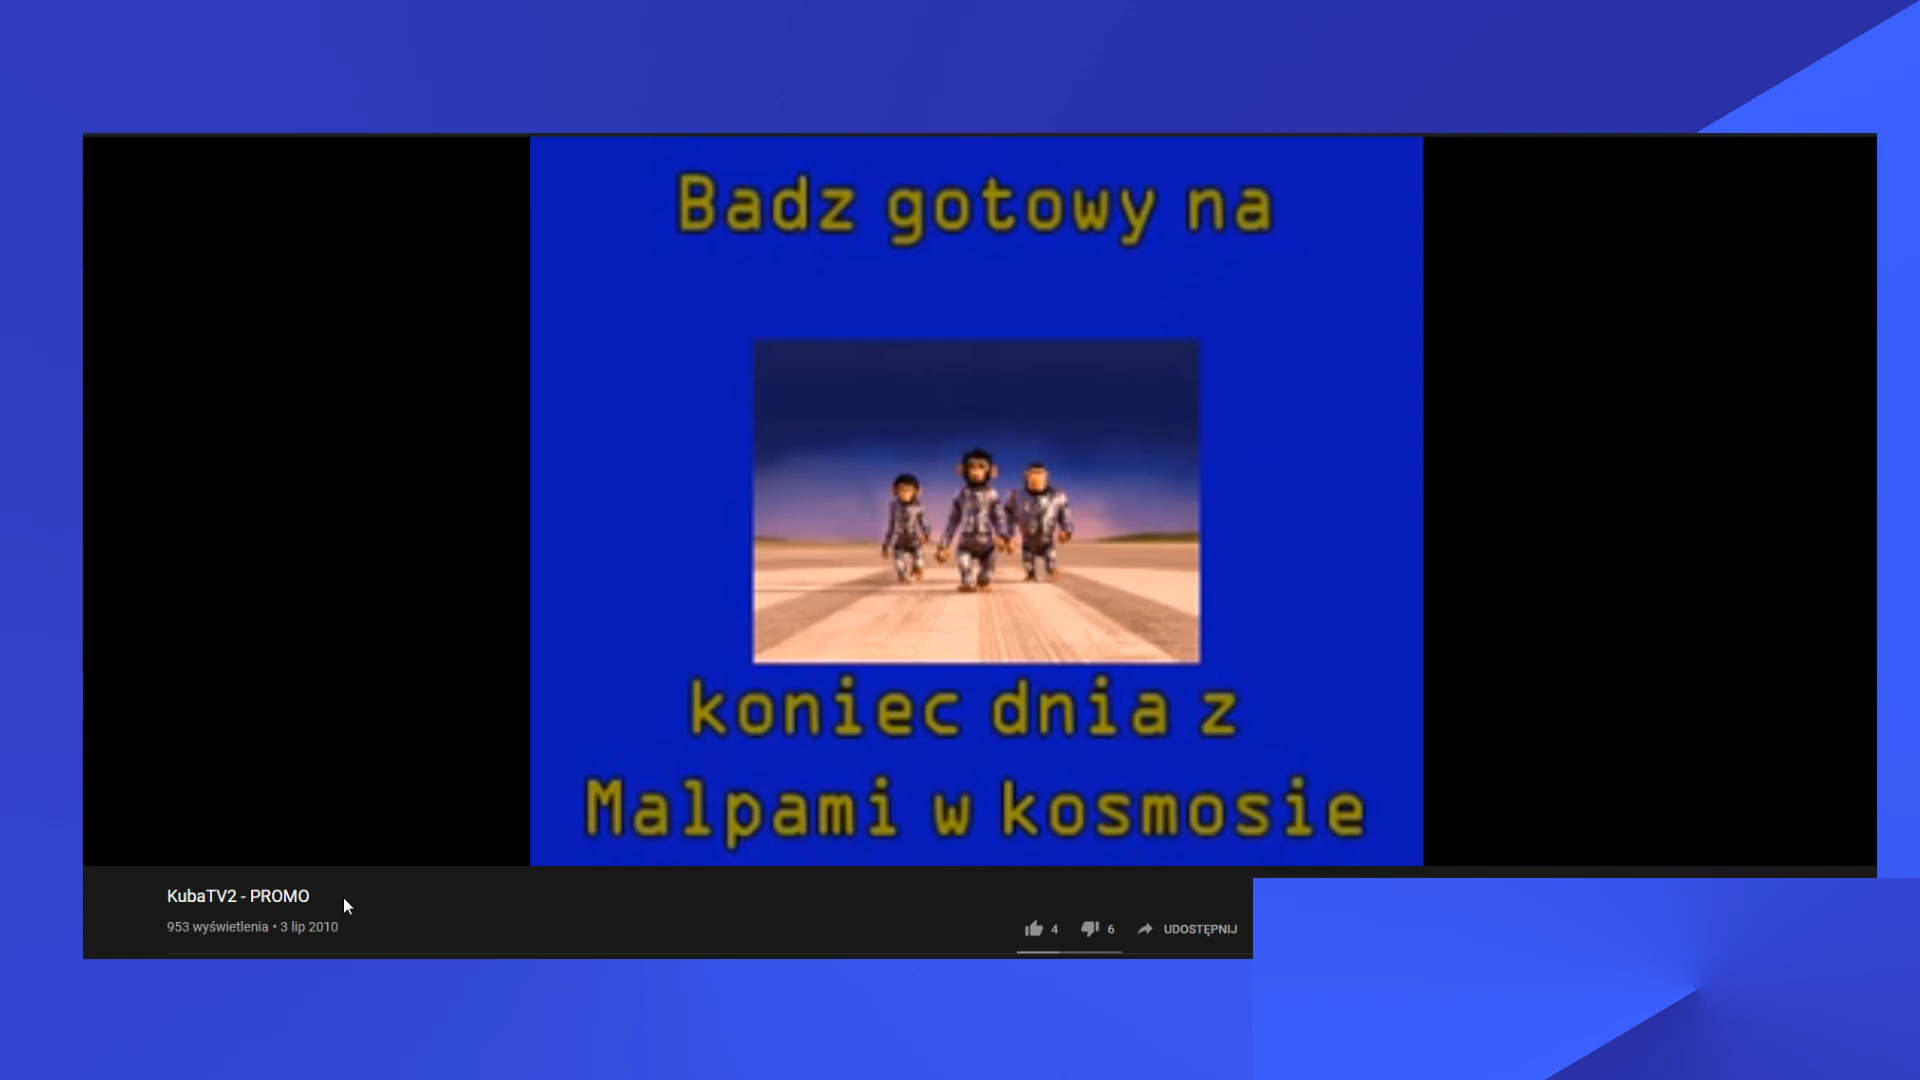 Badz gotowy na
koniec dnia z
Malpami w kosmosie
KubaTV2 - PROMO
953 wyświetlenia • 3 lip 2010
4 6 UDOSTĘPNIJ